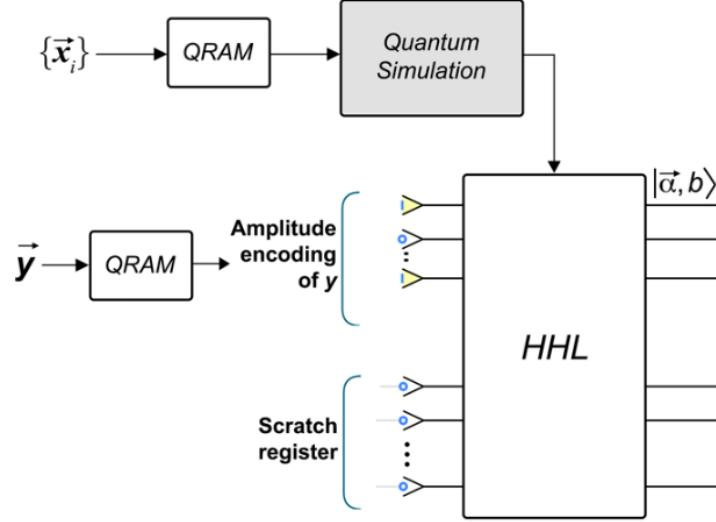 {x⃗ᵢ}
QRAM
Quantum
Simulation
|α⃗, b⟩
y⃗
QRAM
Amplitude
encoding
of y
HHL
Scratch
register